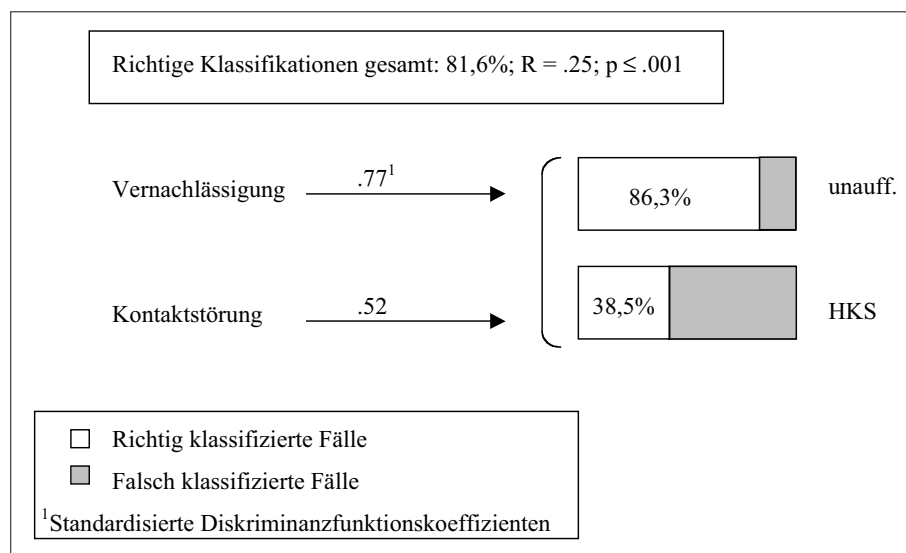 Richtige Klassifikationen gesamt: 81,6%; R = .25; p ≤ .001
Vernachlässigung .77¹ 86,3% unauff.
Kontaktstörung .52 38,5% HKS
Richtig klassifizierte Fälle
Falsch klassifizierte Fälle
¹Standardisierte Diskriminanzfunktionskoeffizienten